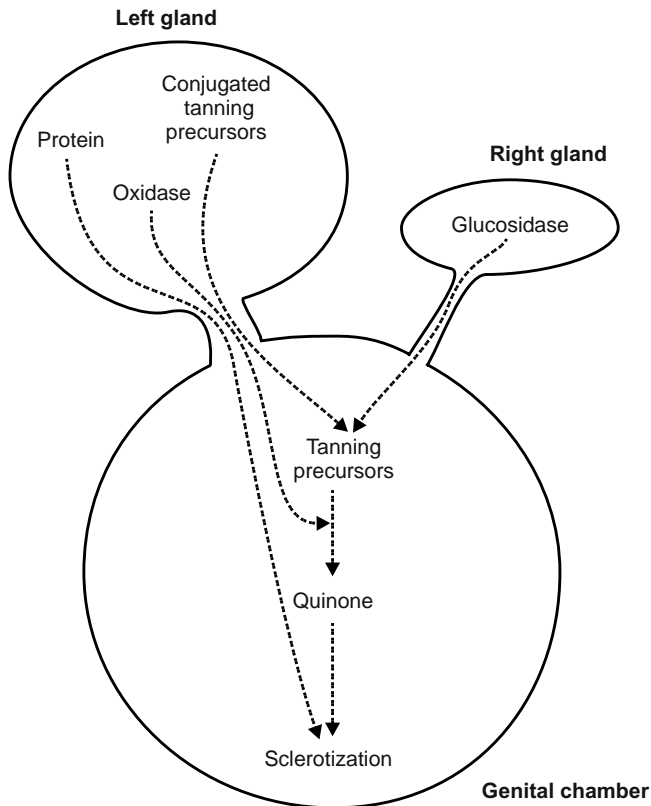 Left gland
Conjugated
tanning
precursors
Protein
Oxidase
Right gland
Glucosidase
Tanning
precursors
Quinone
Sclerotization
Genital chamber